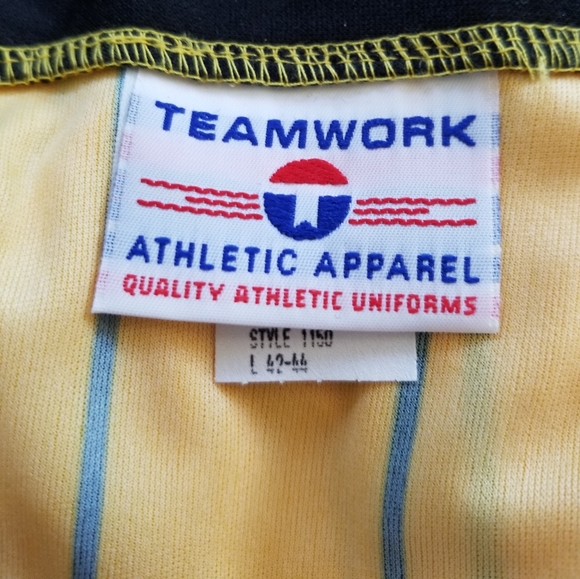 TEAMWORK
ATHLETIC APPAREL
QUALITY ATHLETIC UNIFORMS
STYLE 1150
L 42-44